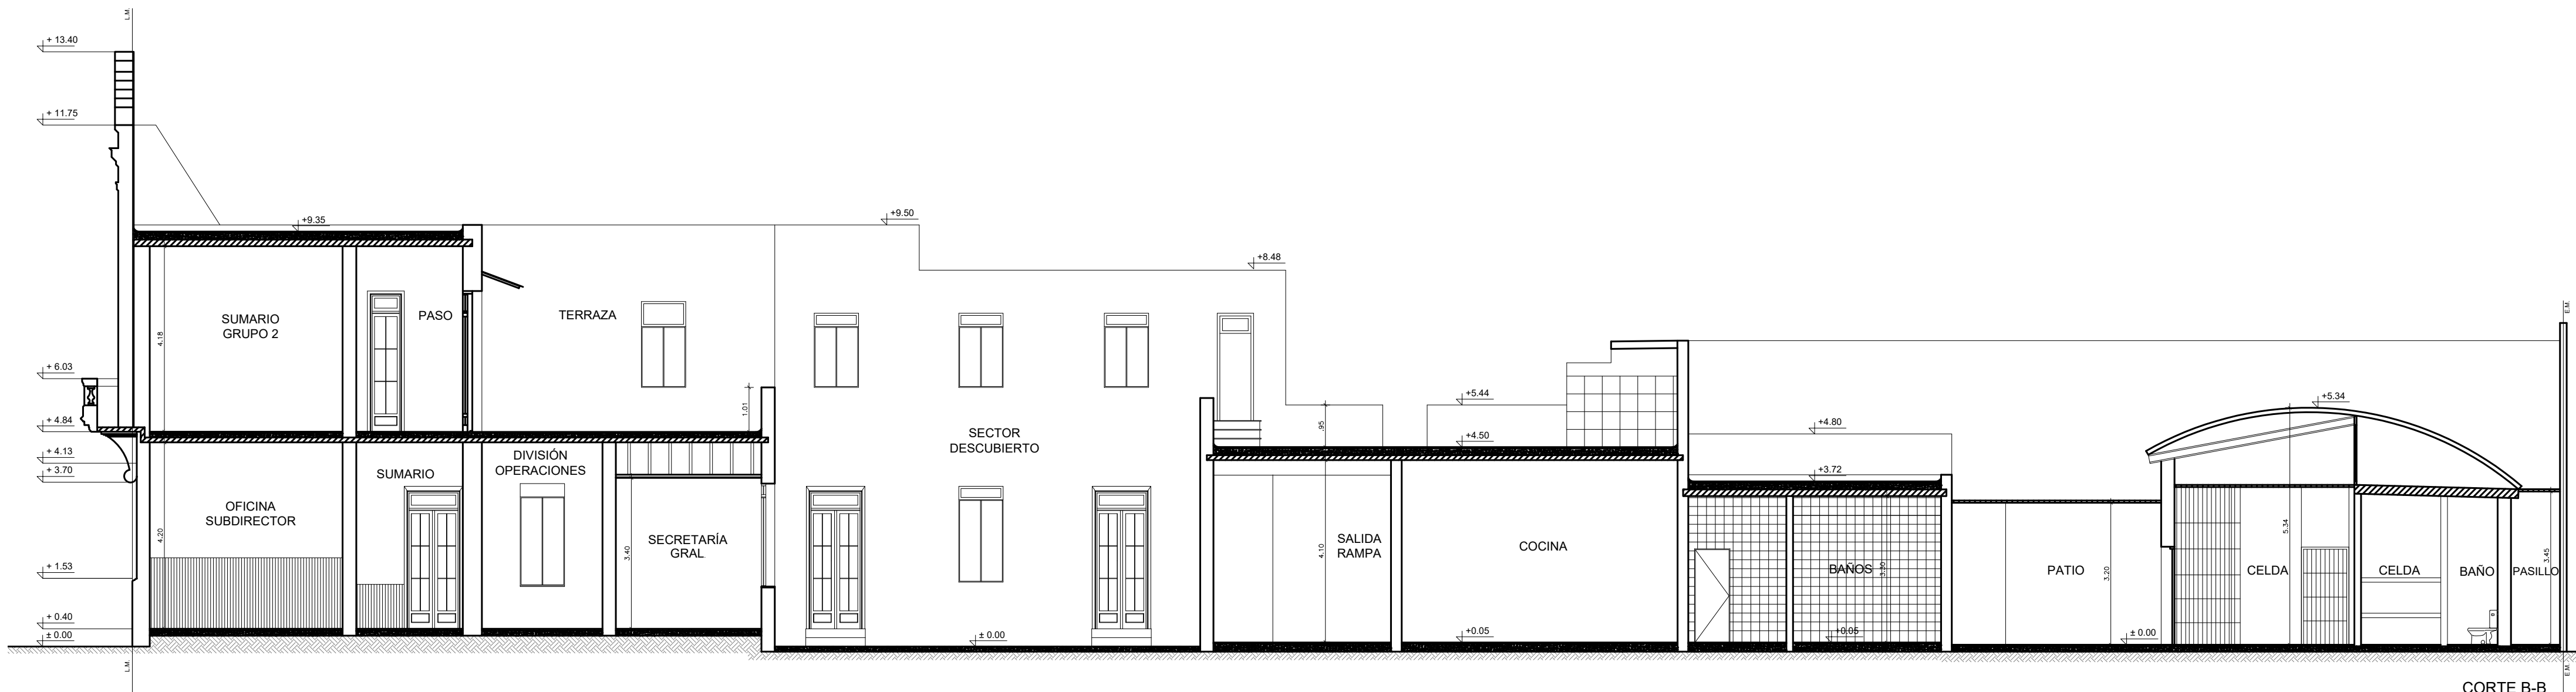 L.M.
+ 13.40
+ 11.75
+9.35
+9.50
+8.48
E.M.
SUMARIO
GRUPO 2
PASO
TERRAZA
4.18
+ 6.03
+ 4.84
+ 4.13
+ 3.70
1.01
+5.44
.95
+5.34
+4.80
+4.50
+3.72
SECTOR
DESCUBIERTO
DIVISIÓN
OPERACIONES
SUMARIO
OFICINA
SUBDIRECTOR
4.20
SECRETARÍA
GRAL.
3.40
SALIDA
RAMPA
4.10
COCINA
BAÑOS
PATIO
3.20
CELDA
5.34
CELDA
BAÑO
PASILLO
3.45
+ 1.53
+ 0.40
± 0.00
± 0.00
+0.05
+0.05
± 0.00
L.M.
E.M.
CORTE B-B